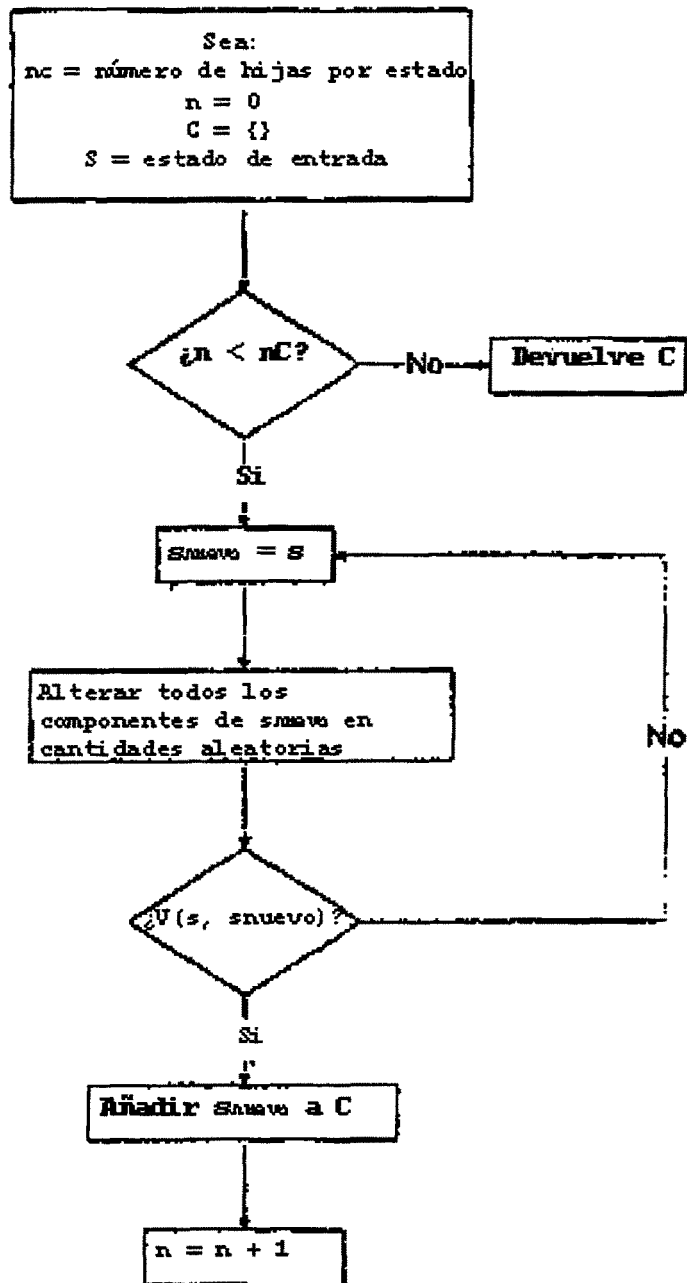 Sea:
nc = número de hijas por estado
n = 0
C = {}
S = estado de entrada
¿n < nC?
No
Devuelve C
Si
snuevo = s
Alterar todos los
componentes de snuevo en
cantidades aleatorias
No
¿V(s, snuevo)?
Si
Añadir snuevo a C
n = n + 1